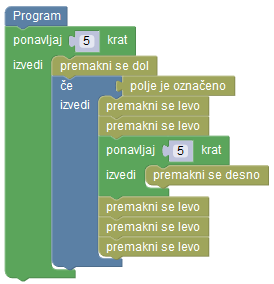 Program
ponavljaj 5 krat
izvedi premakni se dol
če polje je označeno
izvedi premakni se levo
premakni se levo
ponavljaj 5 krat
izvedi premakni se desno
premakni se levo
premakni se levo
premakni se levo